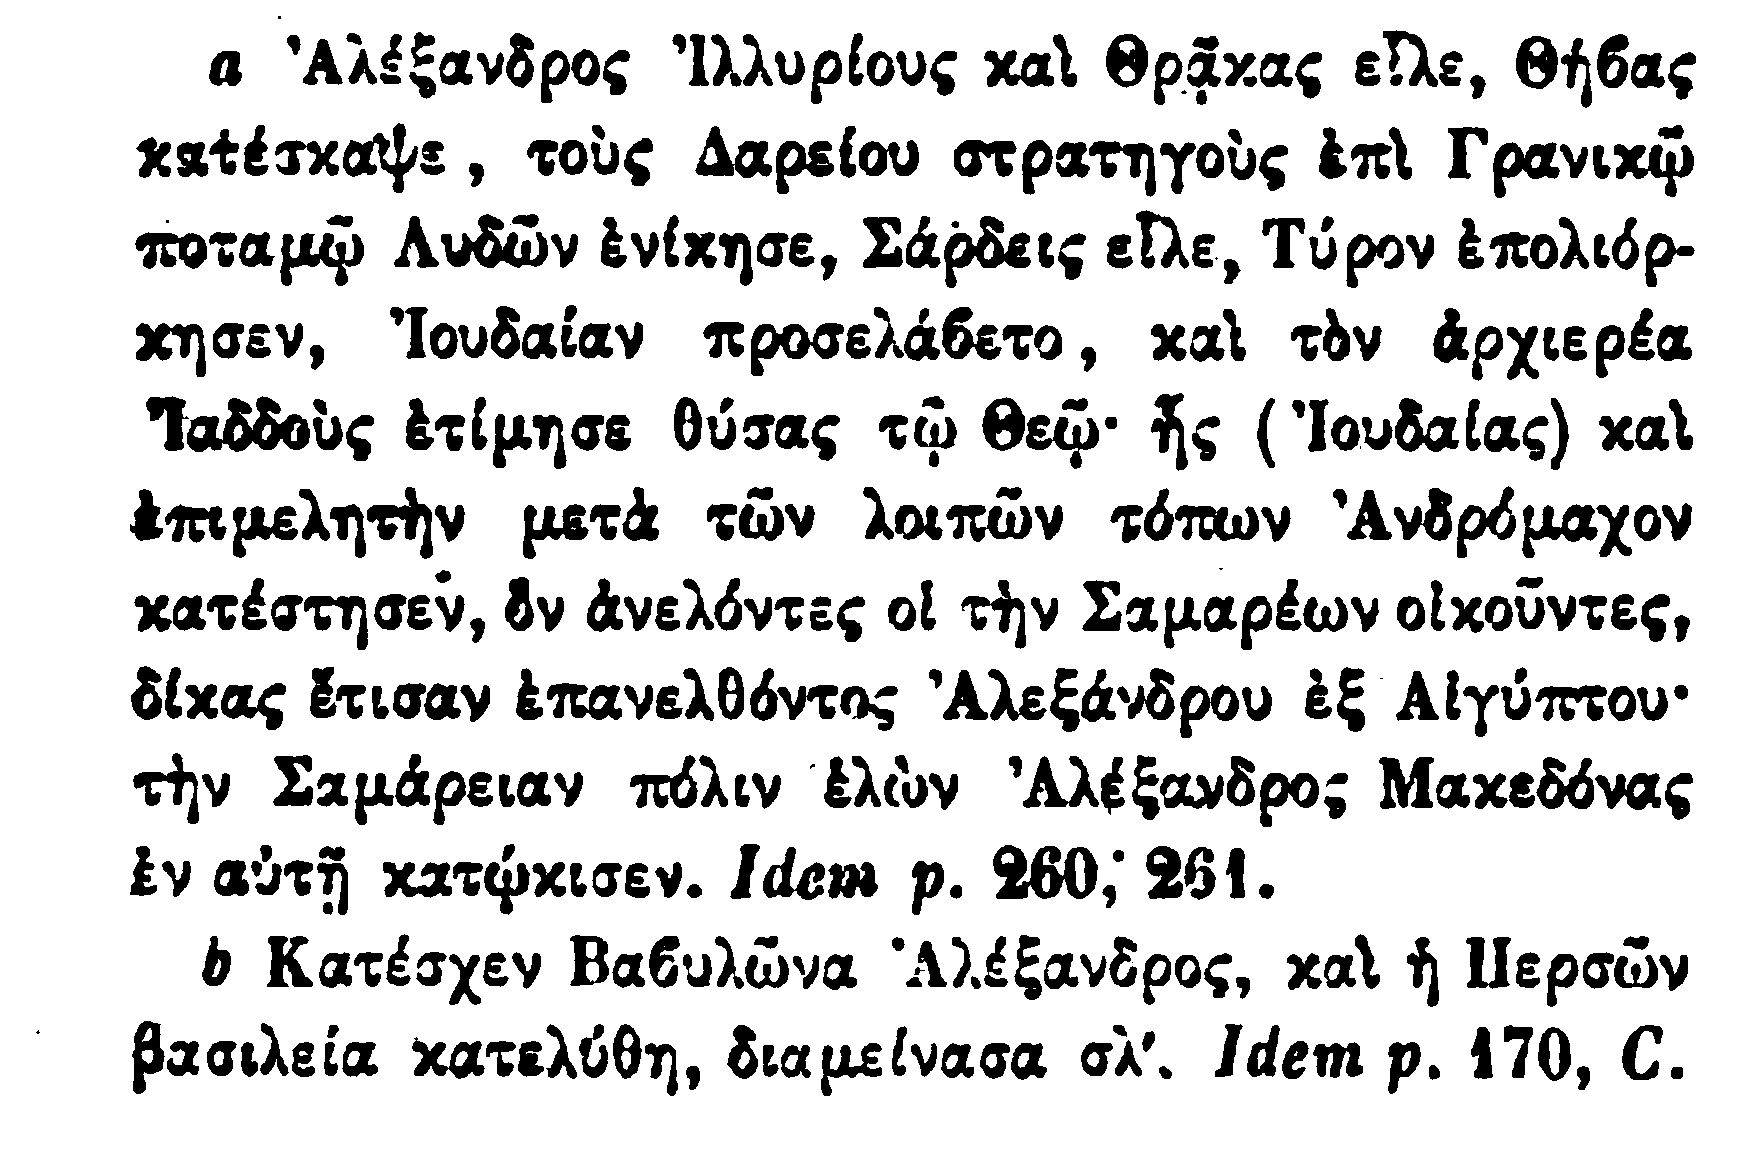 a Ἀλέξανδρος Ἰλλυρίους καὶ Θρᾷκας εἷλε, Θήϐας
κατέσκαψε, τοὺς Δαρείου στρατηγοὺς ἐπὶ Γρανικῷ
ποταμῷ Λυδῶν ἐνίκησε, Σάρδεις εἷλε, Τύρον ἐπολιόρ-
κησεν, Ἰουδαίαν προσελάϐετο, καὶ τὸν ἀρχιερέα
Ἰαδδοὺς ἐτίμησε θύσας τῷ Θεῷ· ἧς (Ἰουδαίας) καὶ
ἐπιμελητὴν μετὰ τῶν λοιπῶν τόπων Ἀνδρόμαχον
κατέστησεν, ὃν ἀνελόντες οἱ τὴν Σαμαρέων οἰκοῦντες,
δίκας ἔτισαν ἐπανελθόντος Ἀλεξάνδρου ἐξ Αἰγύπτου·
τὴν Σαμάρειαν πόλιν ἑλὼν Ἀλέξανδρος Μακεδόνας
ἐν αὐτῇ κατῴκισεν. Idem p. 260, 261.
b Κατέσχεν Βαϐυλῶνα Ἀλέξανδρος, καὶ ἡ Περσῶν
βασιλεία κατελύθη, διαμείνασα σλʹ. Idem p. 170, C.